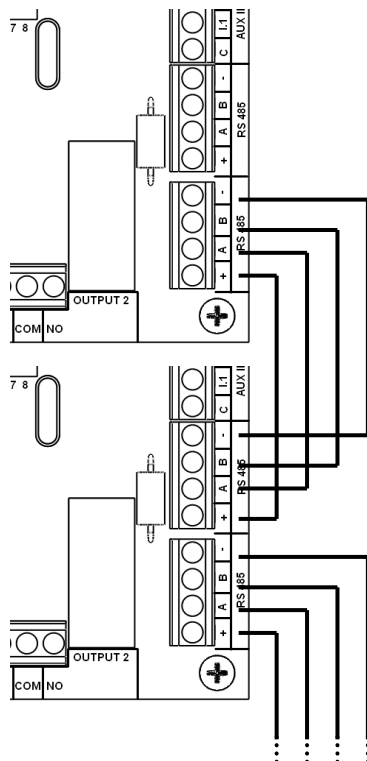 7 8
C I.1 AUX II
- B A +
RS 485
- B A +
RS 485
OUTPUT 2
COM NO
7 8
C I.1 AUX II
- B A +
RS 485
- B A +
RS 485
OUTPUT 2
COM NO